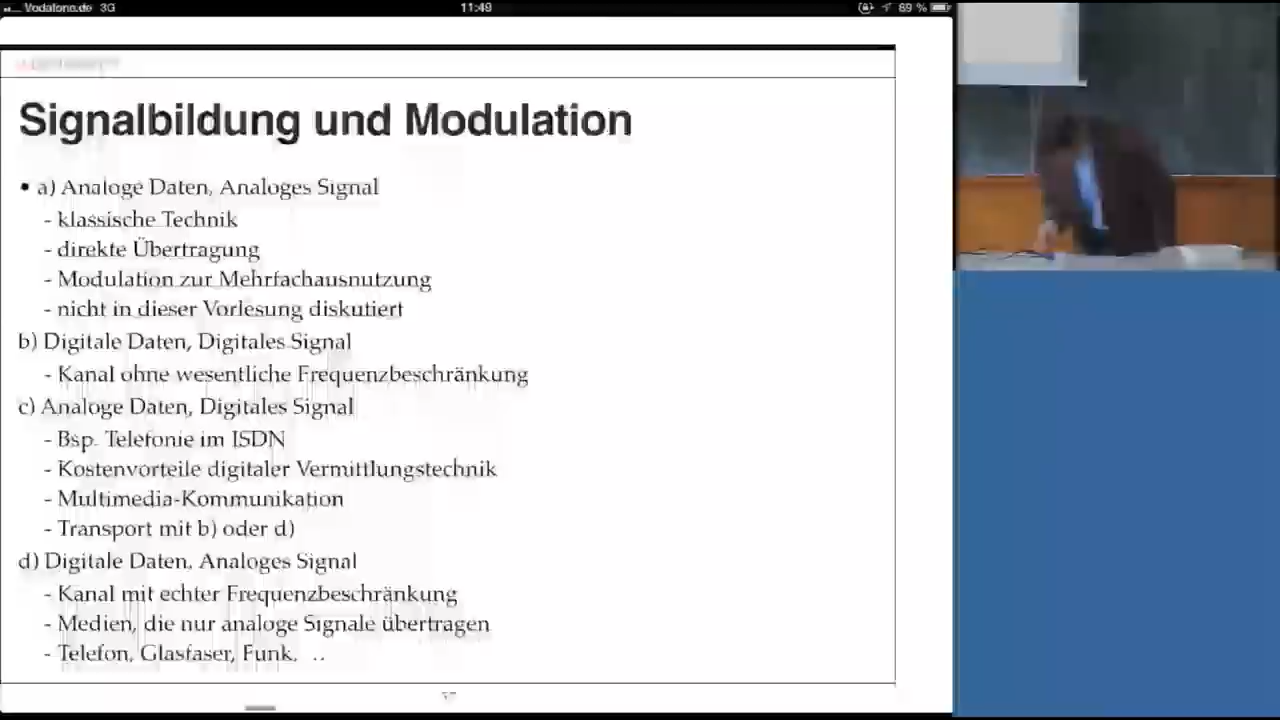 Vodafone.de 3G 11:49 69 %
Signalbildung und Modulation
• a) Analoge Daten, Analoges Signal
- klassische Technik
- direkte Übertragung
- Modulation zur Mehrfachausnutzung
- nicht in dieser Vorlesung diskutiert
b) Digitale Daten, Digitales Signal
- Kanal ohne wesentliche Frequenzbeschränkung
c) Analoge Daten, Digitales Signal
- Bsp. Telefonie im ISDN
- Kostenvorteile digitaler Vermittlungstechnik
- Multimedia-Kommunikation
- Transport mit b) oder d)
d) Digitale Daten, Analoges Signal
- Kanal mit echter Frequenzbeschränkung
- Medien, die nur analoge Signale übertragen
- Telefon, Glasfaser, Funk, ..